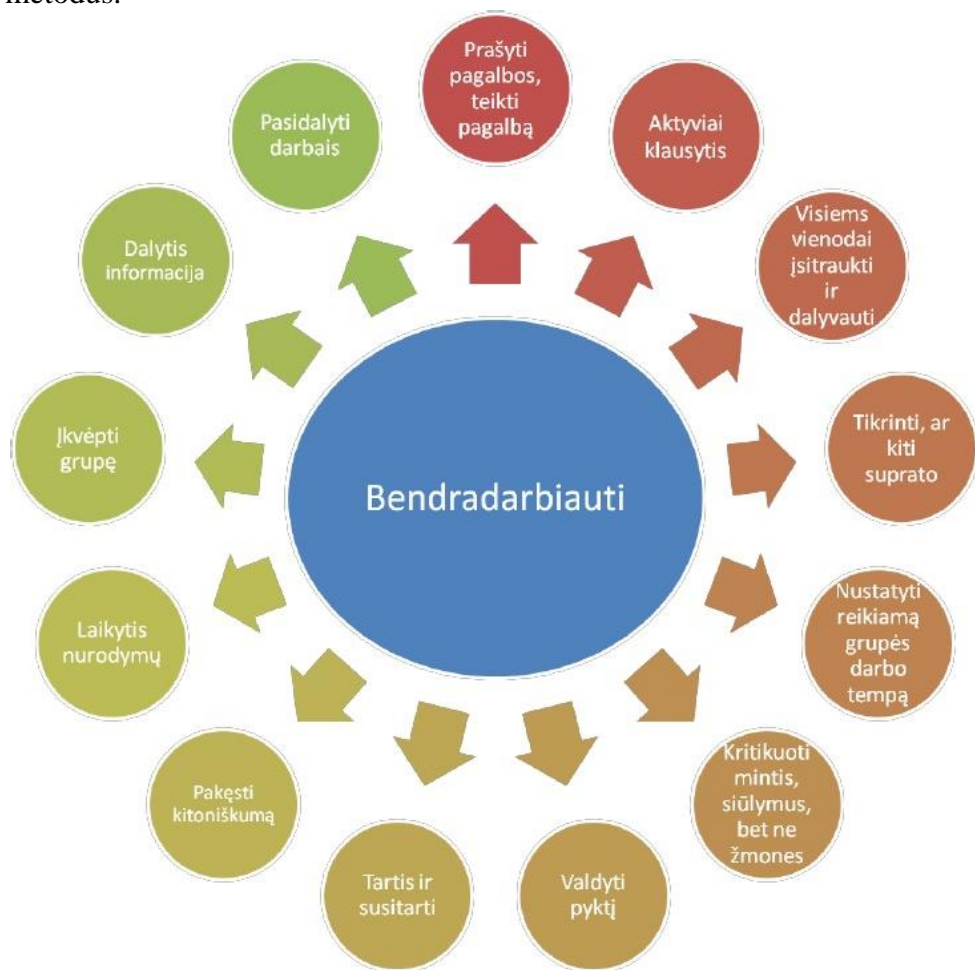 metodus.
Prašyti
pagalbos,
teikti
pagalbą
Aktyviai
klausytis
Visiems
vienodai
įsitraukti
ir
dalyvauti
Tikrinti, ar
kiti
suprato
Nustatyti
reikiamą
grupės
darbo
tempą
Kritikuoti
mintis,
siūlymus,
bet ne
žmones
Valdyti
pyktį
Tartis ir
susitarti
Pakęsti
kitoniškumą
Laikytis
nurodymų
Įkvėpti
grupę
Dalytis
informacija
Pasidalyti
darbais
Bendradarbiauti